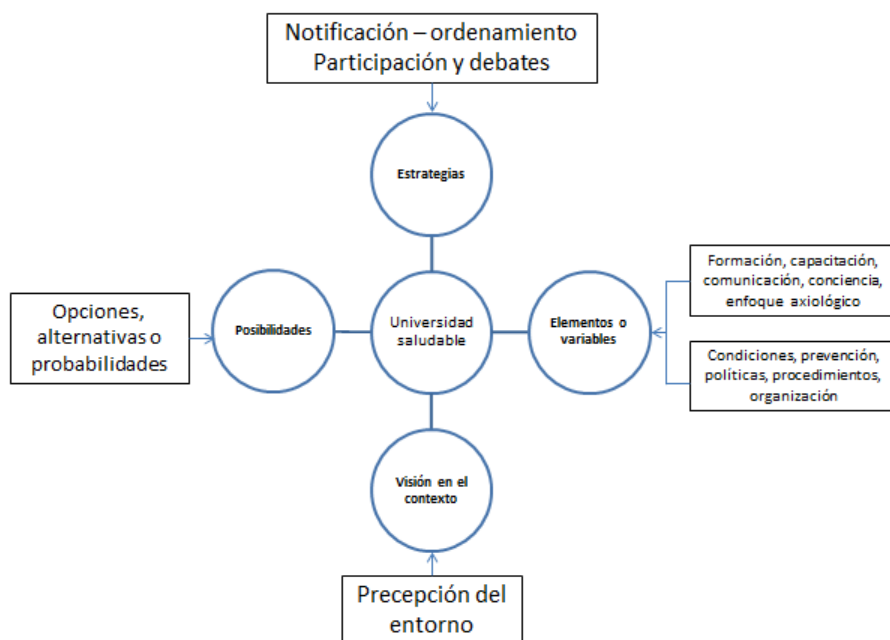 Notificación – ordenamiento
Participación y debates
Estrategias
Opciones,
alternativas o
probabilidades
Posibilidades
Universidad
saludable
Elementos o
variables
Formación, capacitación,
comunicación, conciencia,
enfoque axiológico
Condiciones, prevención,
políticas, procedimientos,
organización
Visión en el
contexto
Precepción del
entorno